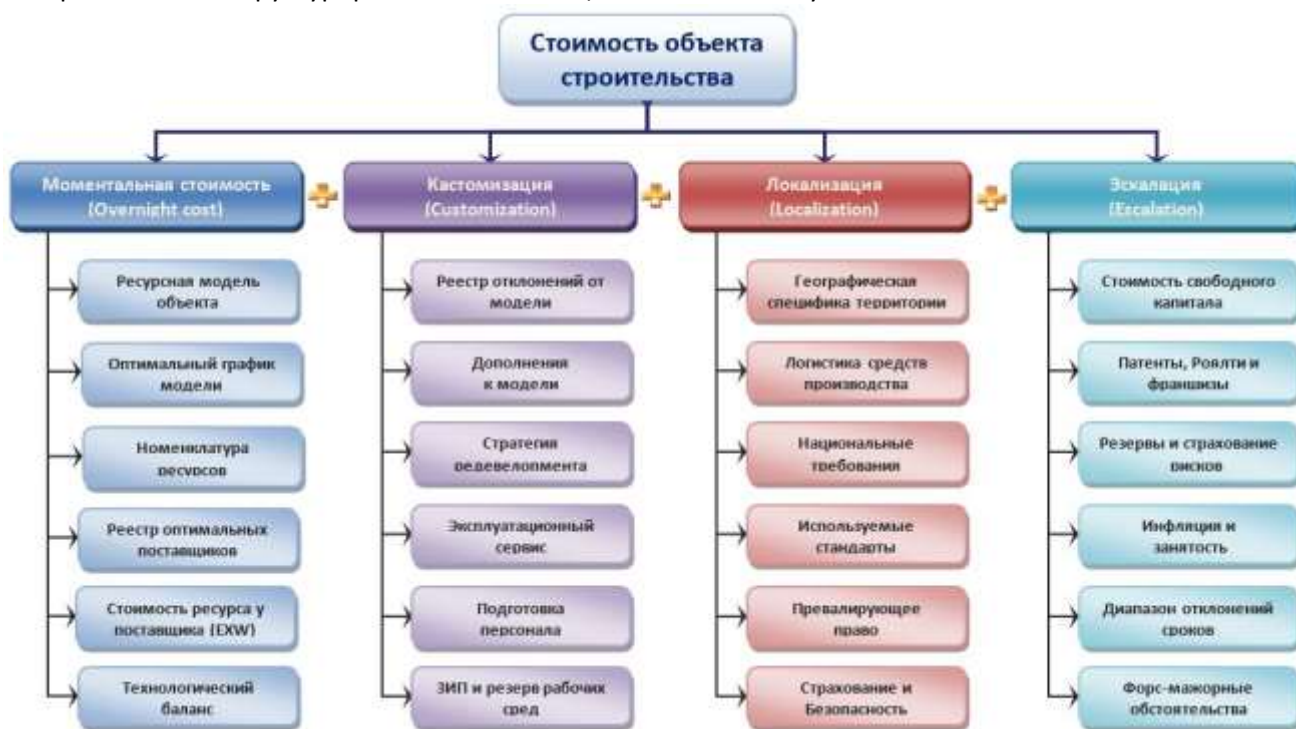 Стоимость объекта
строительства
Моментальная стоимость
(Overnight cost)
Кастомизация
(Customization)
Локализация
(Localization)
Эскалация
(Escalation)
Ресурсная модель
объекта
Оптимальный график
модели
Номенклатура
ресурсов
Реестр оптимальных
поставщиков
Стоимость ресурса у
поставщика (EXW)
Технологический
баланс
Реестр отклонений от
модели
Дополнения
к модели
Стратегия
редевелопмента
Эксплуатационный
сервис
Подготовка
персонала
ЗИП и резерв рабочих
сред
Географическая
специфика территории
Логистика средств
производства
Национальные
требования
Используемые
стандарты
Превалирующее
право
Страхование и
Безопасность
Стоимость свободного
капитала
Патенты, Роялти и
франшизы
Резервы и страхование
рисков
Инфляция и
занятость
Диапазон отклонений
сроков
Форс-мажорные
обстоятельства